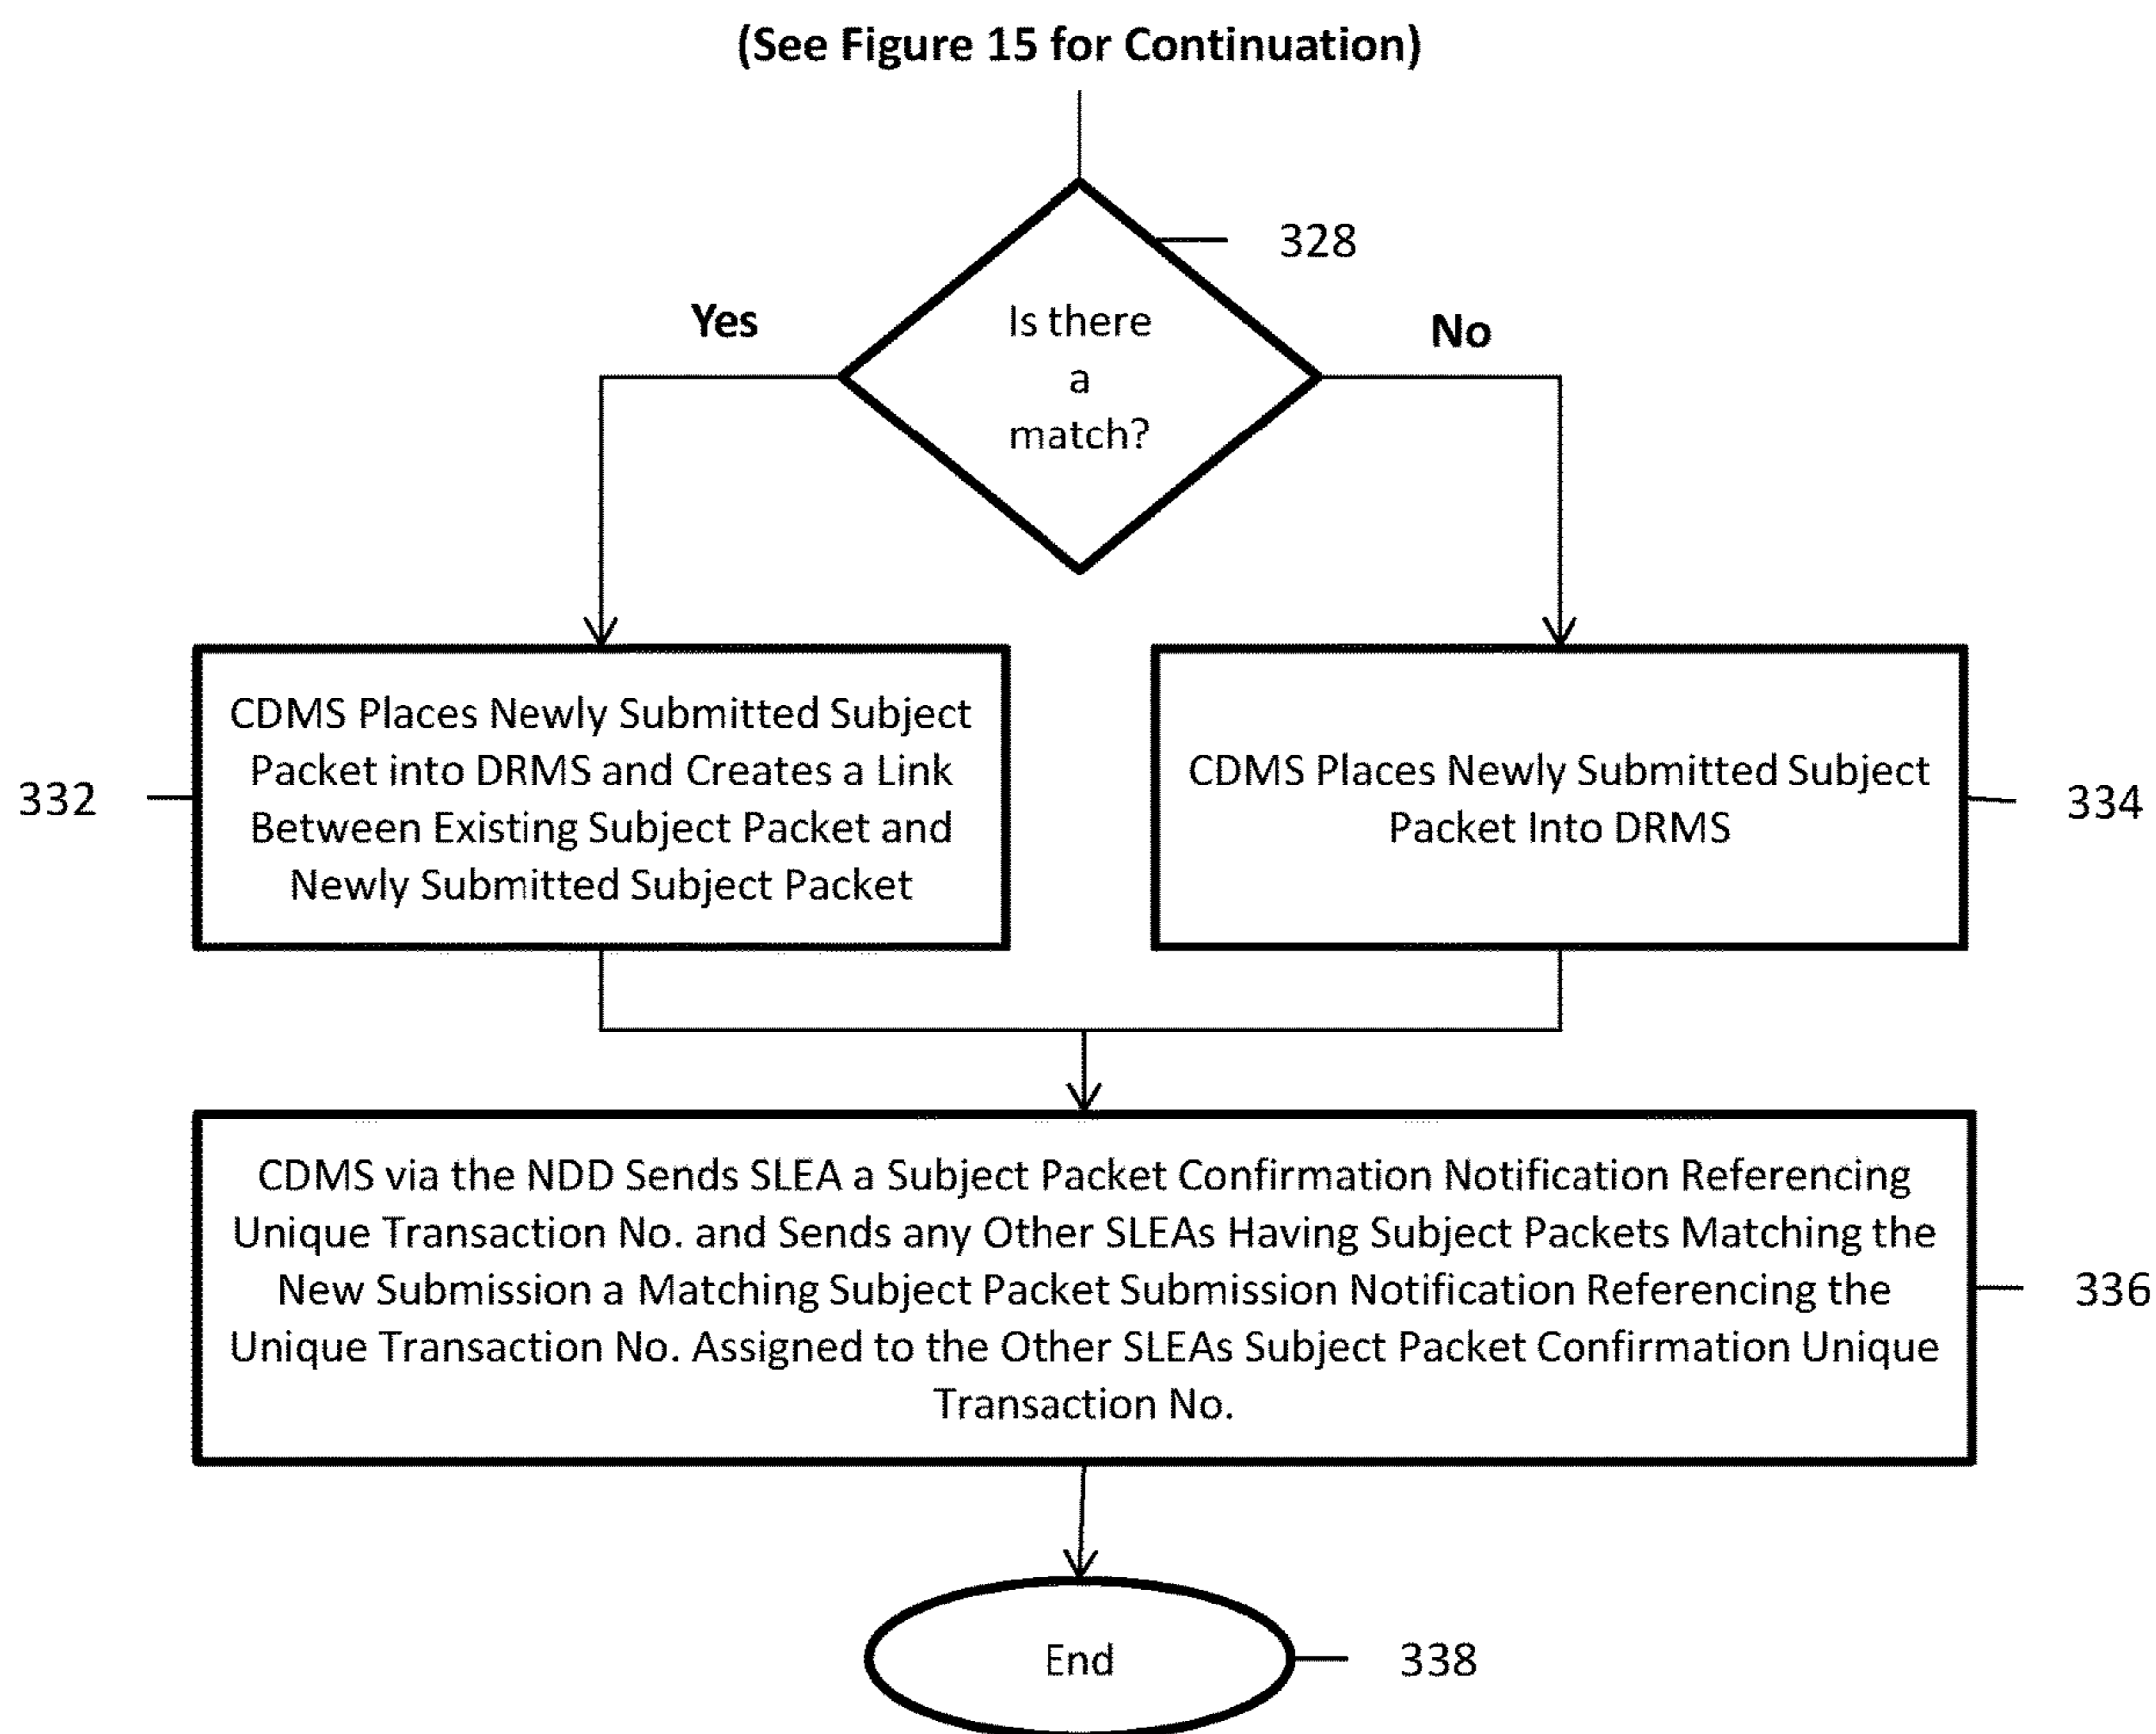 (See Figure 15 for Continuation)
328
Yes
No
Is there
a
match?
CDMS Places Newly Submitted Subject
Packet into DRMS and Creates a Link
Between Existing Subject Packet and
Newly Submitted Subject Packet
332
CDMS Places Newly Submitted Subject
Packet Into DRMS
334
CDMS via the NDD Sends SLEA a Subject Packet Confirmation Notification Referencing
Unique Transaction No. and Sends any Other SLEAs Having Subject Packets Matching the
New Submission a Matching Subject Packet Submission Notification Referencing the
Unique Transaction No. Assigned to the Other SLEAs Subject Packet Confirmation Unique
Transaction No.
336
End
338